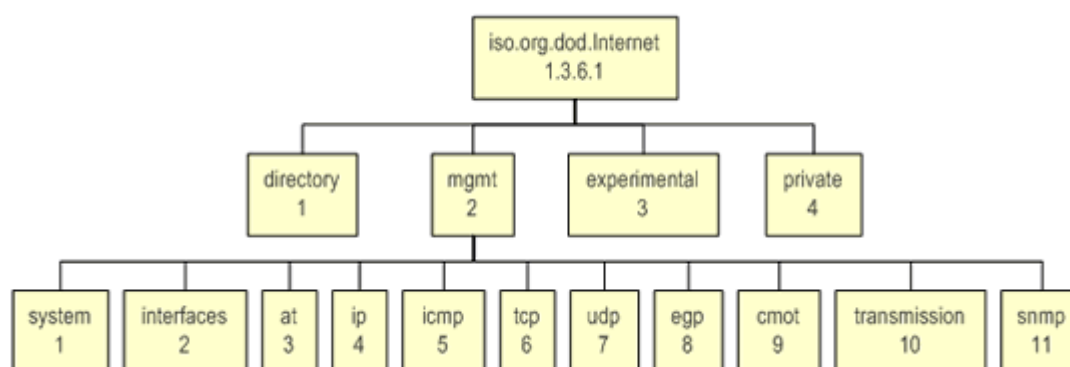 iso.org.dod.Internet
1.3.6.1
directory
1
mgmt
2
experimental
3
private
4
system
1
interfaces
2
at
3
ip
4
icmp
5
tcp
6
udp
7
egp
8
cmot
9
transmission
10
snmp
11